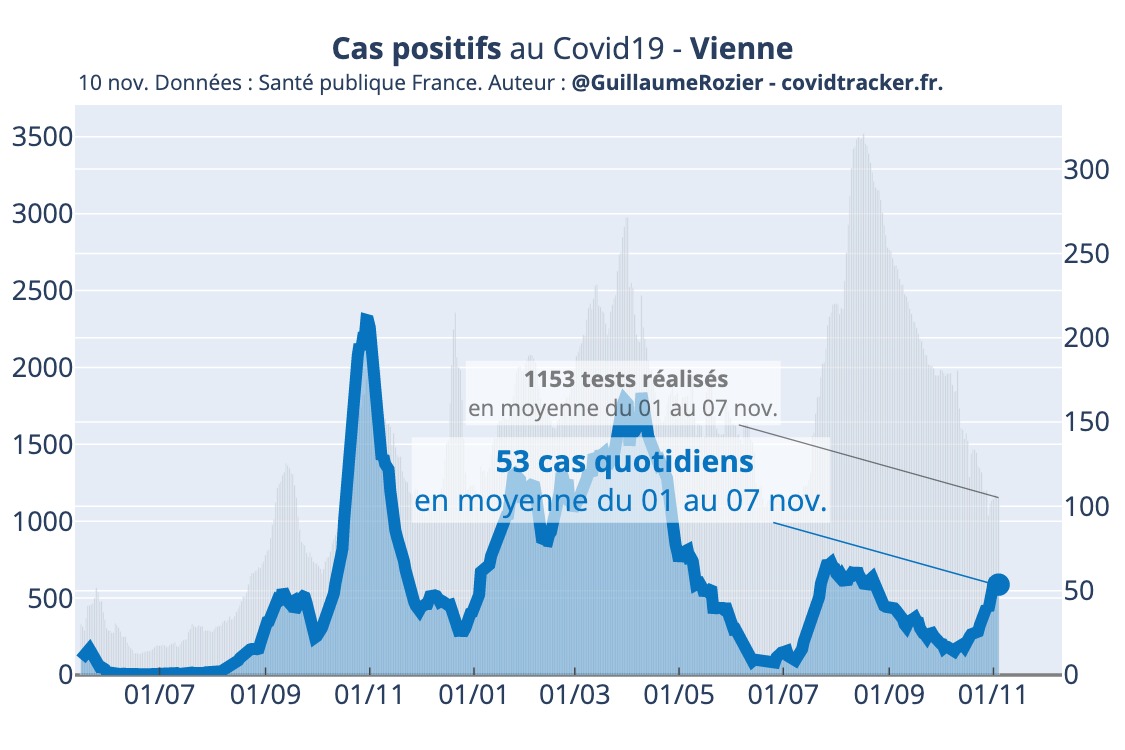 Cas positifs au Covid19 - Vienne
10 nov. Données : Santé publique France. Auteur : @GuillaumeRozier - covidtracker.fr.
3500
3000
2500
2000
1500
1000
500
0
300
250
200
150
100
50
0
1153 tests réalisés
en moyenne du 01 au 07 nov.
53 cas quotidiens
en moyenne du 01 au 07 nov.
01/07 01/09 01/11 01/01 01/03 01/05 01/07 01/09 01/11